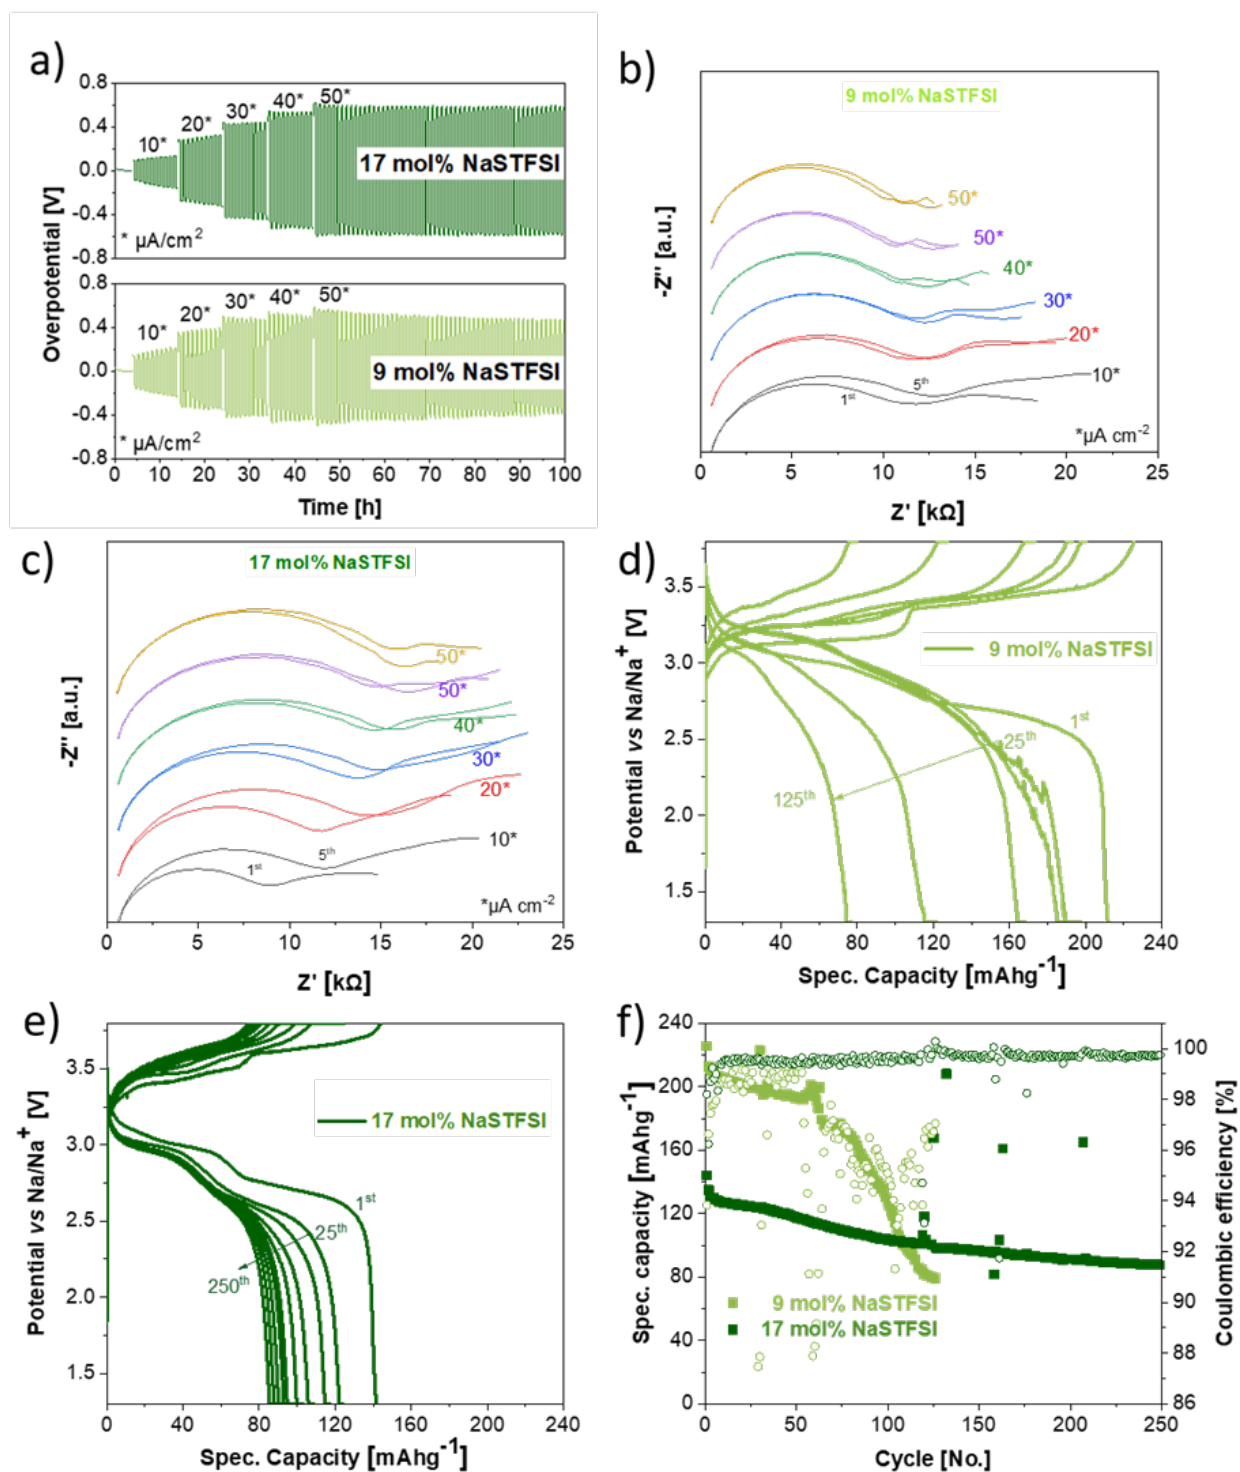 a)
0.8
0.4
0.0
-0.4
-0.8
10*
20*
30*
40*
50*
17 mol% NaSTFSI
* µA/cm2
0.8
0.4
0.0
-0.4
-0.8
10*
20*
30*
40*
50*
9 mol% NaSTFSI
* µA/cm2
Overpotential [V]
0 10 20 30 40 50 60 70 80 90 100
Time [h]
b)
9 mol% NaSTFSI
50*
50*
40*
30*
20*
10*
5th
1st
*µA cm-2
-Z'' [a.u.]
0 5 10 15 20 25
Z' [kΩ]
c)
17 mol% NaSTFSI
50*
50*
40*
30*
20*
10*
5th
1st
*µA cm-2
-Z'' [a.u.]
0 5 10 15 20 25
Z' [kΩ]
d)
3.5
3.0
2.5
2.0
1.5
Potential vs Na/Na+ [V]
9 mol% NaSTFSI
1st
25th
125th
0 40 80 120 160 200 240
Spec. Capacity [mAhg-1]
e)
3.5
3.0
2.5
2.0
1.5
Potential vs Na/Na+ [V]
17 mol% NaSTFSI
1st
25th
250th
0 40 80 120 160 200 240
Spec. Capacity [mAhg-1]
f)
240
200
160
120
80
40
0
Spec. capacity [mAhg-1]
100
98
96
94
92
90
88
86
Coulombic efficiency [%]
9 mol% NaSTFSI
17 mol% NaSTFSI
0 50 100 150 200 250
Cycle [No.]